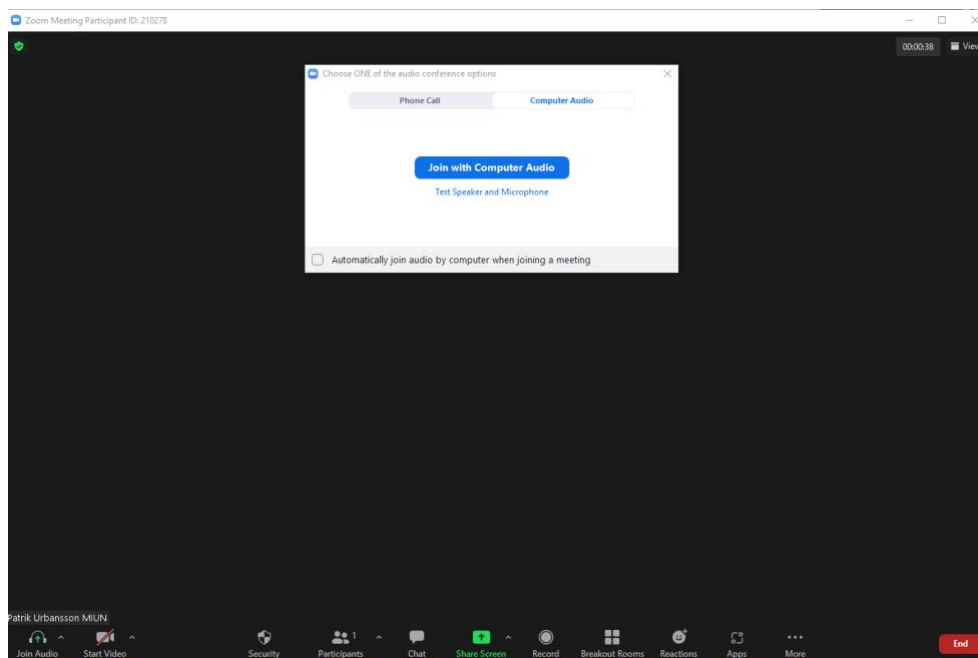 Zoom Meeting Participant ID: 210278
00:00:38 View
Choose ONE of the audio conference options
Phone Call Computer Audio
Join with Computer Audio
Test Speaker and Microphone
Automatically join audio by computer when joining a meeting
Patrik Urbansson MIUN
1
Join Audio Start Video Security Participants Chat Share Screen Record Breakout Rooms Reactions Apps More End